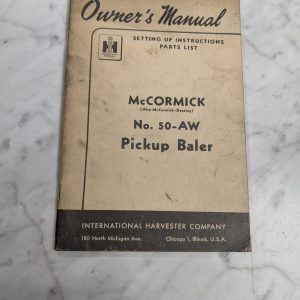 Owner's Manual
SETTING UP INSTRUCTIONS
PARTS LIST
IH
McCORMICK
(Also McCormick-Deering)
No. 50-AW
Pickup Baler
INTERNATIONAL HARVESTER COMPANY
180 North Michigan Ave. Chicago 1, Illinois, U.S.A.